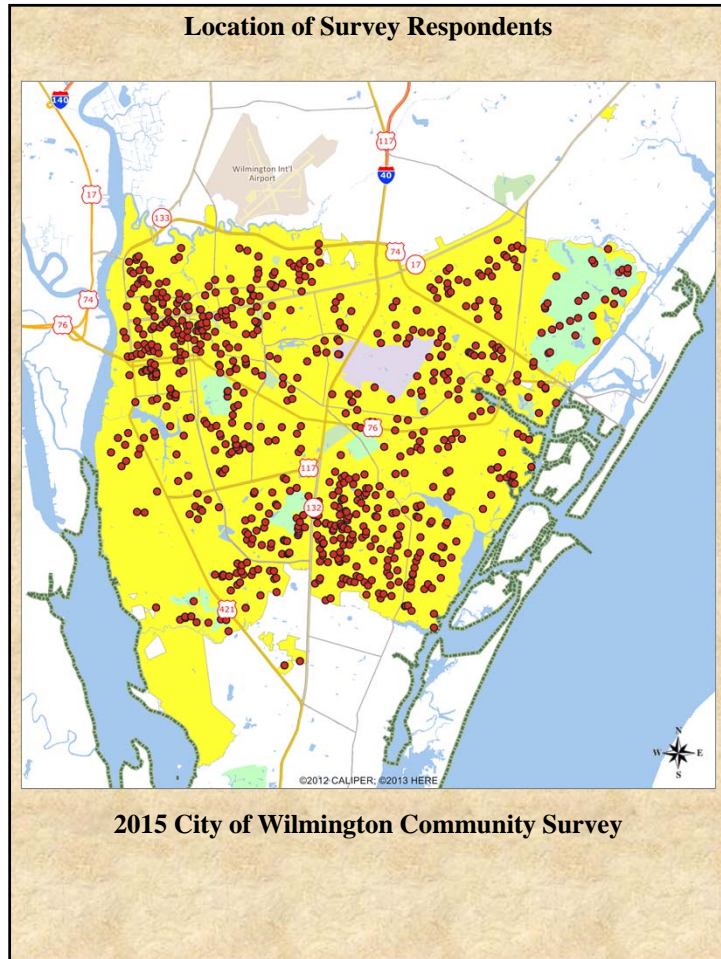 Location of Survey Respondents
140
117
Wilmington Int'l
Airport
40
17
133
74
17
74
76
76
117
132
421
N
W E
S
©2012 CALIPER; ©2013 HERE
2015 City of Wilmington Community Survey